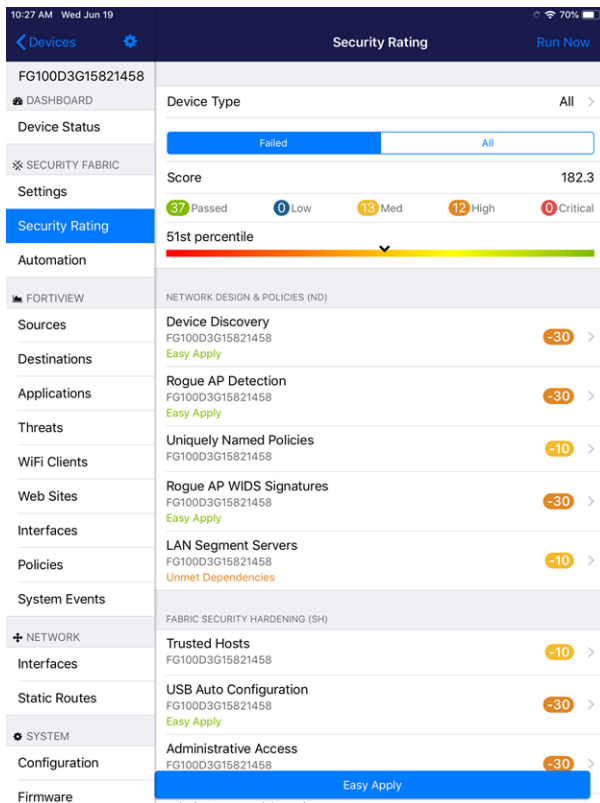 10:27 AM Wed Jun 19
70%
Devices
Security Rating
Run Now
FG100D3G15821458
DASHBOARD
Device Status
SECURITY FABRIC
Settings
Security Rating
Automation
FORTIVIEW
Sources
Destinations
Applications
Threats
WiFi Clients
Web Sites
Interfaces
Policies
System Events
NETWORK
Interfaces
Static Routes
SYSTEM
Configuration
Firmware
Device Type All
Failed All
Score 182.3
37 Passed 0 Low 13 Med 12 High 0 Critical
51st percentile
NETWORK DESIGN & POLICIES (ND)
Device Discovery
FG100D3G15821458
Easy Apply
-30
Rogue AP Detection
FG100D3G15821458
Easy Apply
-30
Uniquely Named Policies
FG100D3G15821458
-10
Rogue AP WIDS Signatures
FG100D3G15821458
Easy Apply
-30
LAN Segment Servers
FG100D3G15821458
Unmet Dependencies
-10
FABRIC SECURITY HARDENING (SH)
Trusted Hosts
FG100D3G15821458
-10
USB Auto Configuration
FG100D3G15821458
Easy Apply
-30
Administrative Access
FG100D3G15821458
-30
Easy Apply